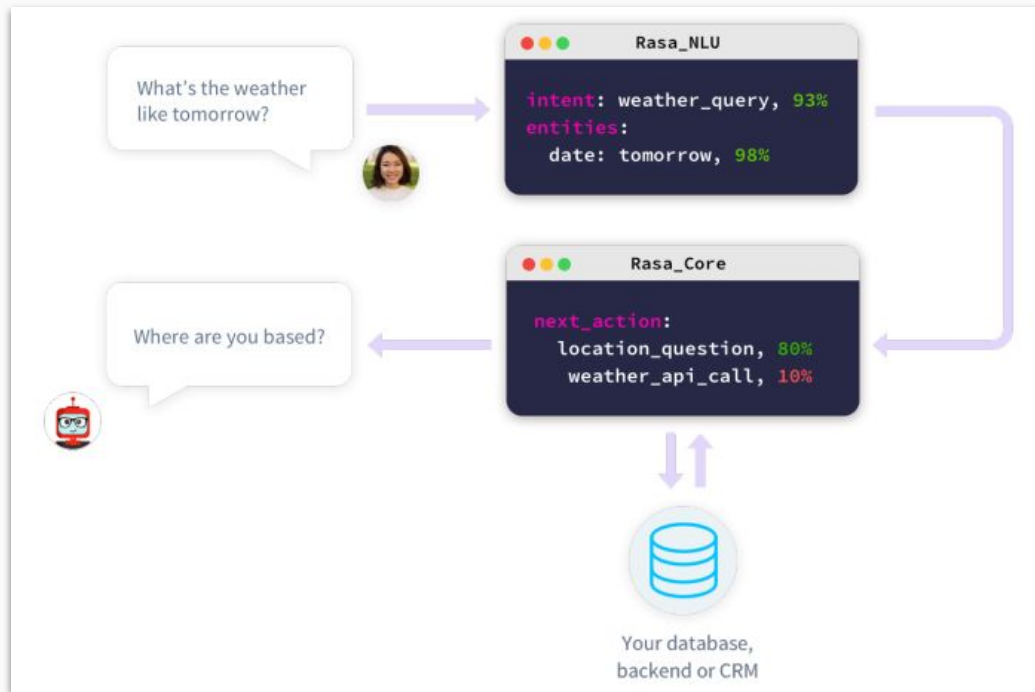 What's the weather
like tomorrow?
Rasa_NLU
intent: weather_query, 93%
entities:
date: tomorrow, 98%
Rasa_Core
next_action:
location_question, 80%
weather_api_call, 10%
Where are you based?
Your database,
backend or CRM